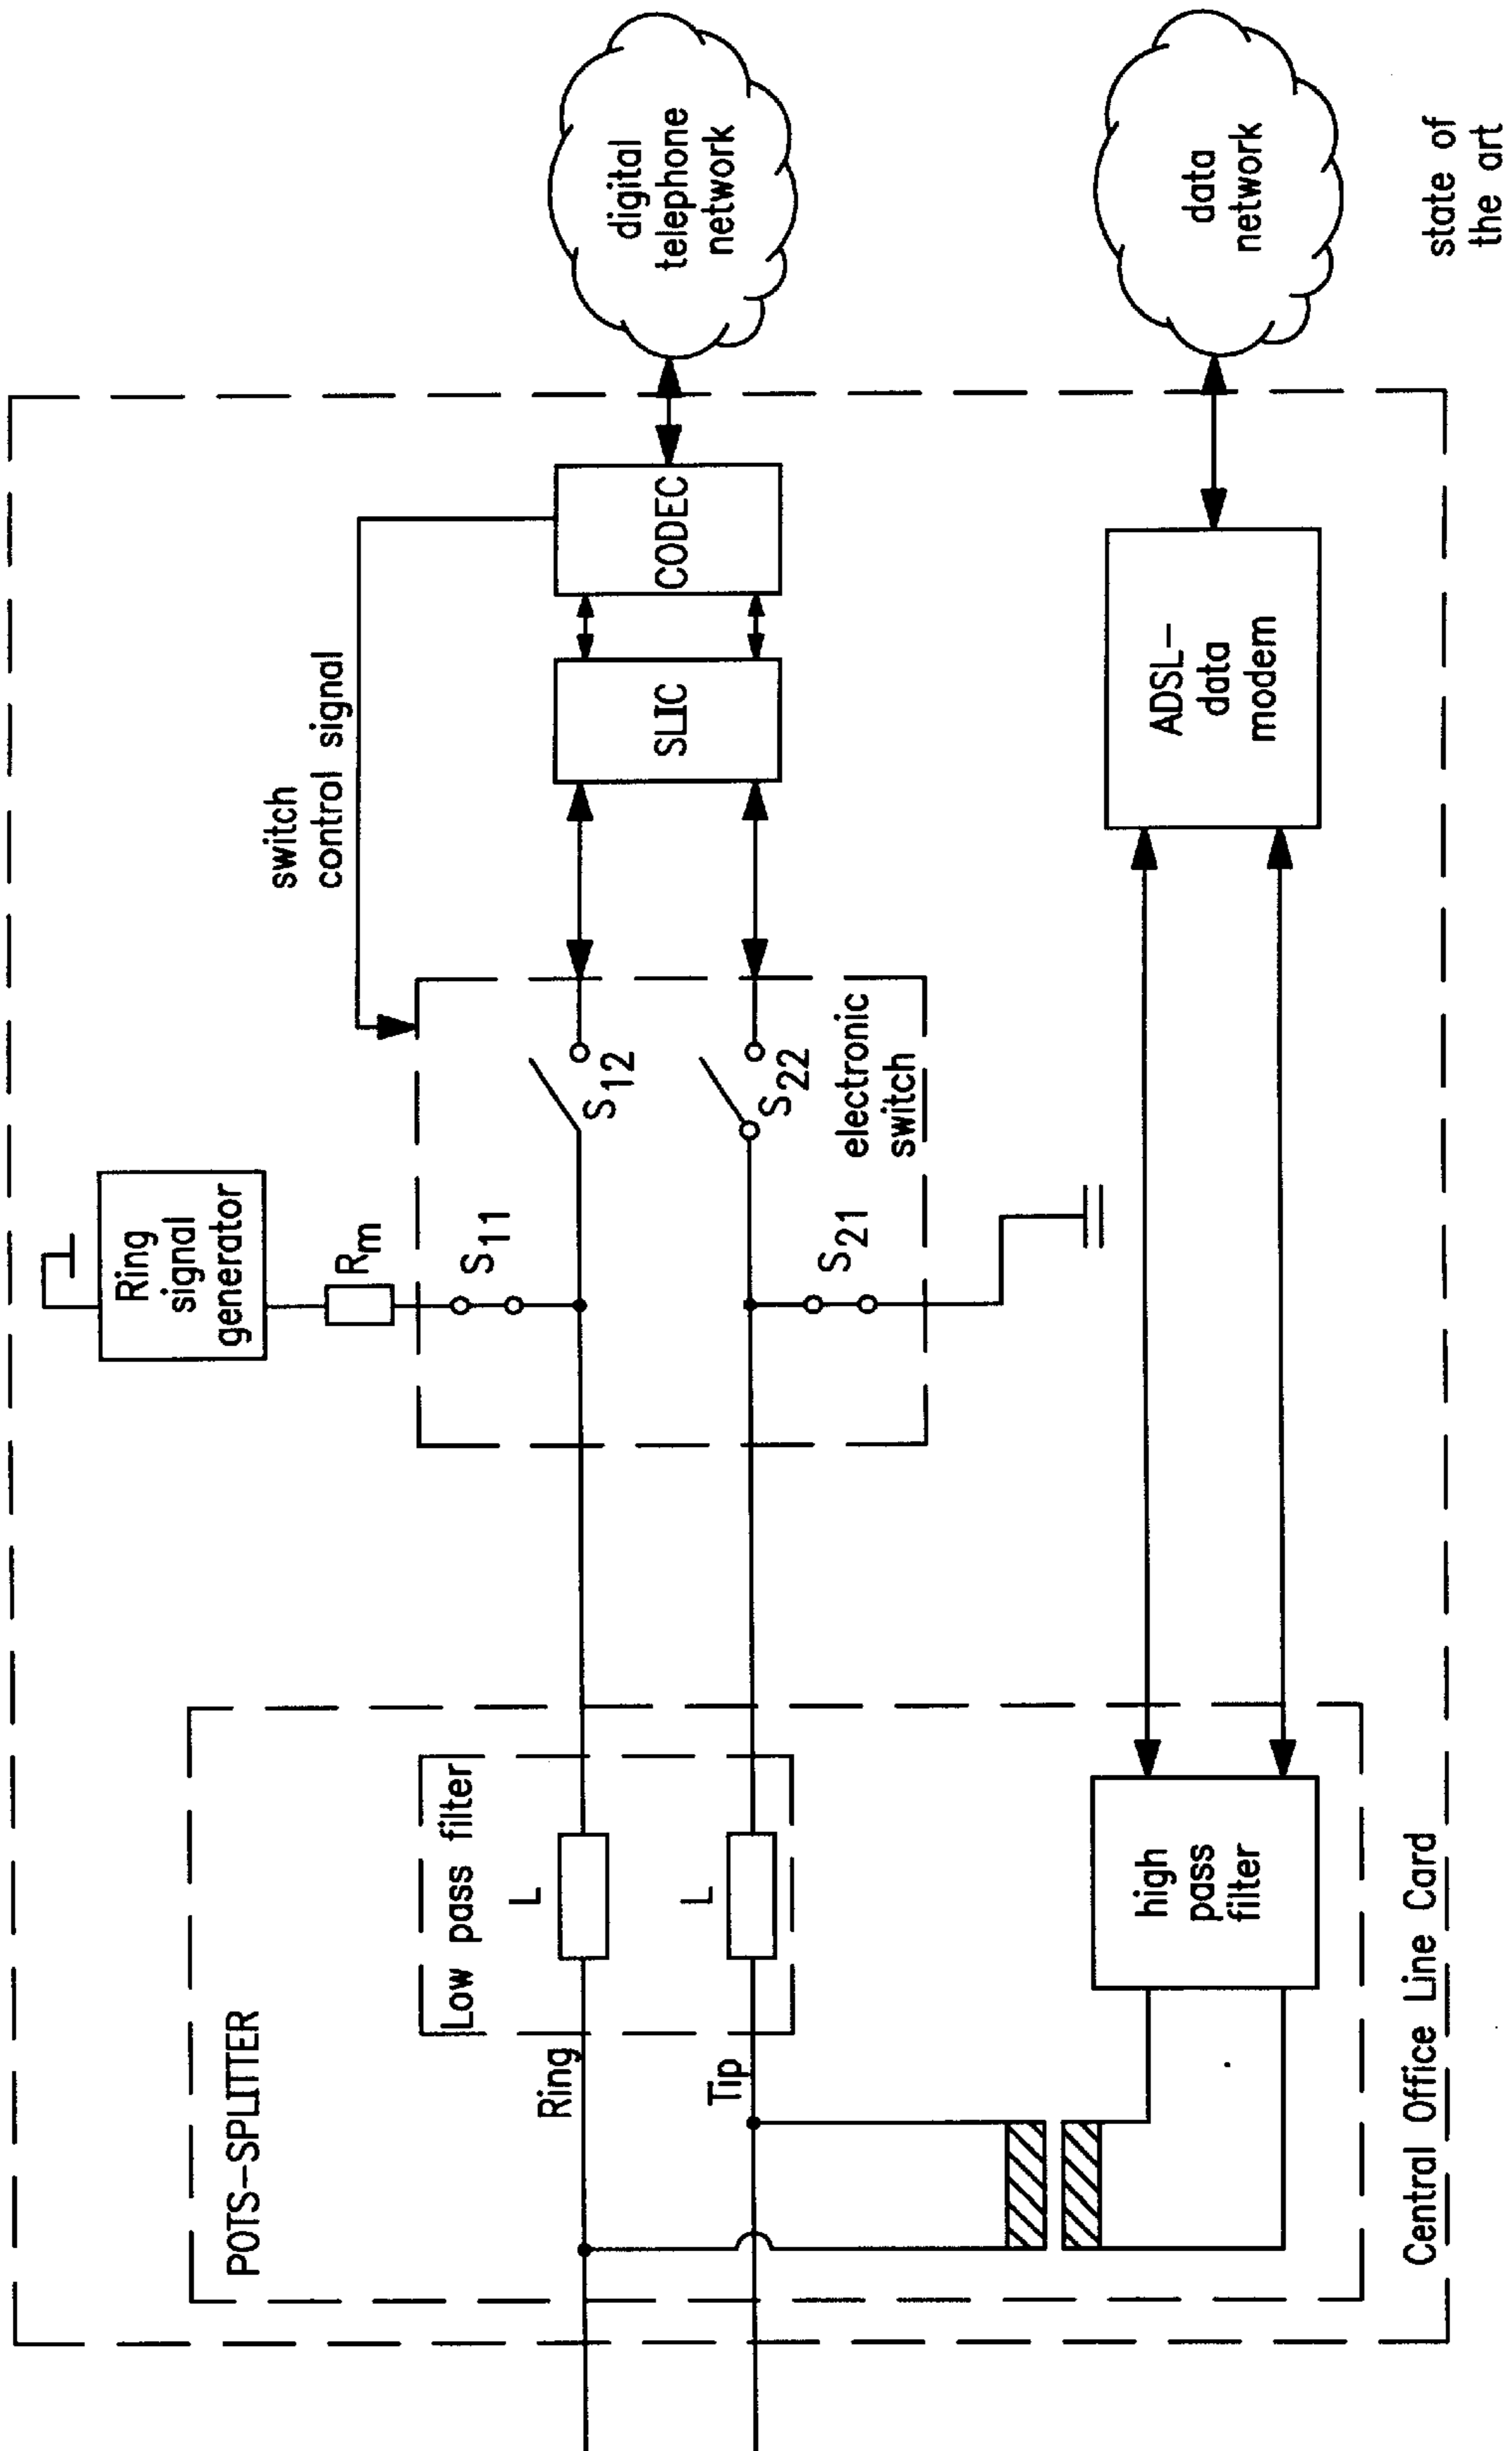 Ring
signal
generator
R_m
switch
control signal
digital
telephone
network
CODEC
SLIC
POTS-SPLITTER
Low pass filter
L
Ring
L
Tip
S_11
S_12
S_21
S_22
electronic
switch
high
pass
filter
ADSL-
data
modem
data
network
Central Office Line Card
state of
the art